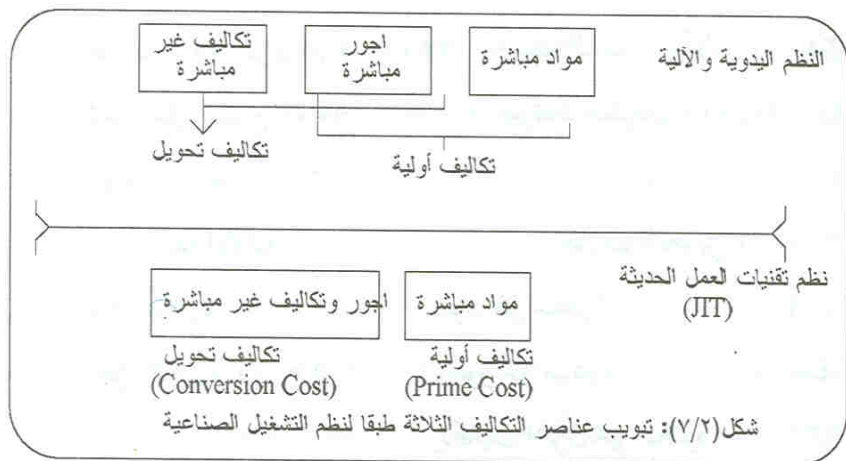 النظم اليدوية والآلية
مواد مباشرة
اجور
مباشرة
تكاليف غير
مباشرة
تكاليف أولية
تكاليف تحويل
نظم تقنيات العمل الحديثة
(JIT)
مواد مباشرة
اجور وتكاليف غير مباشرة
تكاليف أولية
(Prime Cost)
تكاليف تحويل
(Conversion Cost)
شكل(٧/٢): تبويب عناصر التكاليف الثلاثة طبقا لنظم التشغيل الصناعية